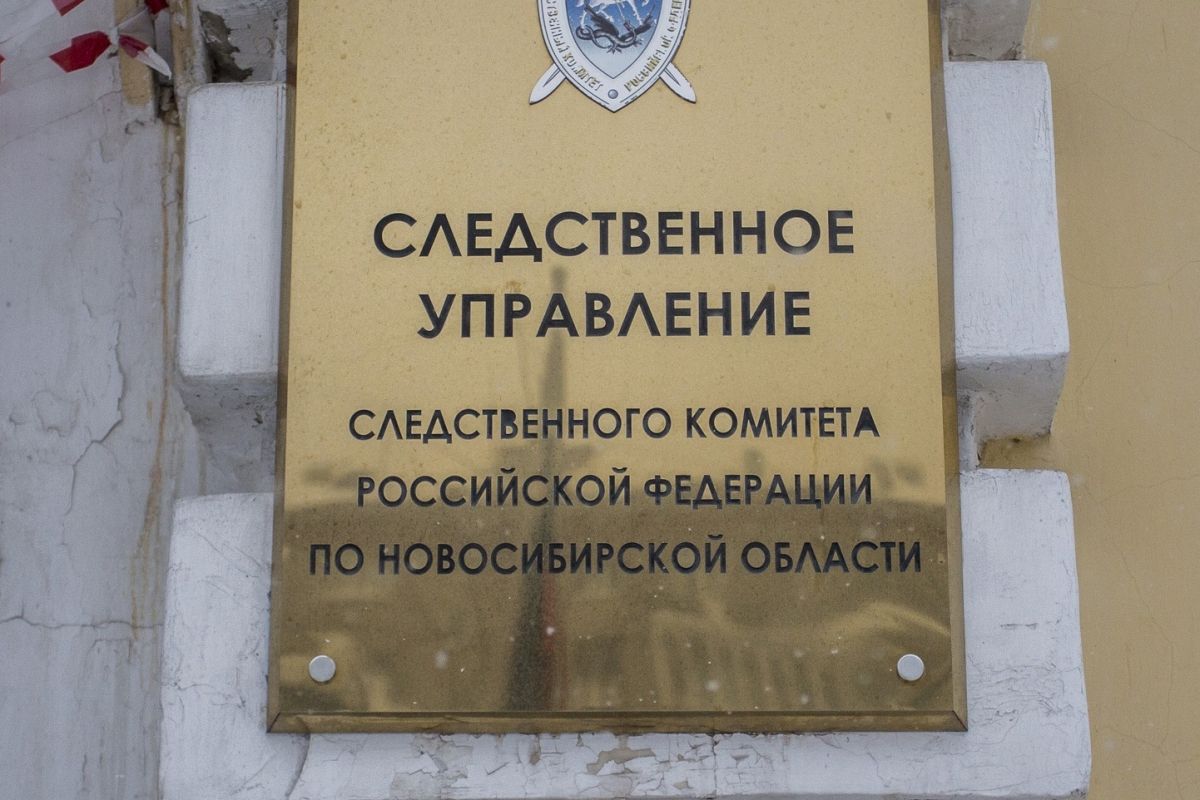 СЛЕДСТВЕННОЕ
УПРАВЛЕНИЕ
СЛЕДСТВЕННОГО КОМИТЕТА
РОССИЙСКОЙ ФЕДЕРАЦИИ
ПО НОВОСИБИРСКОЙ ОБЛАСТИ